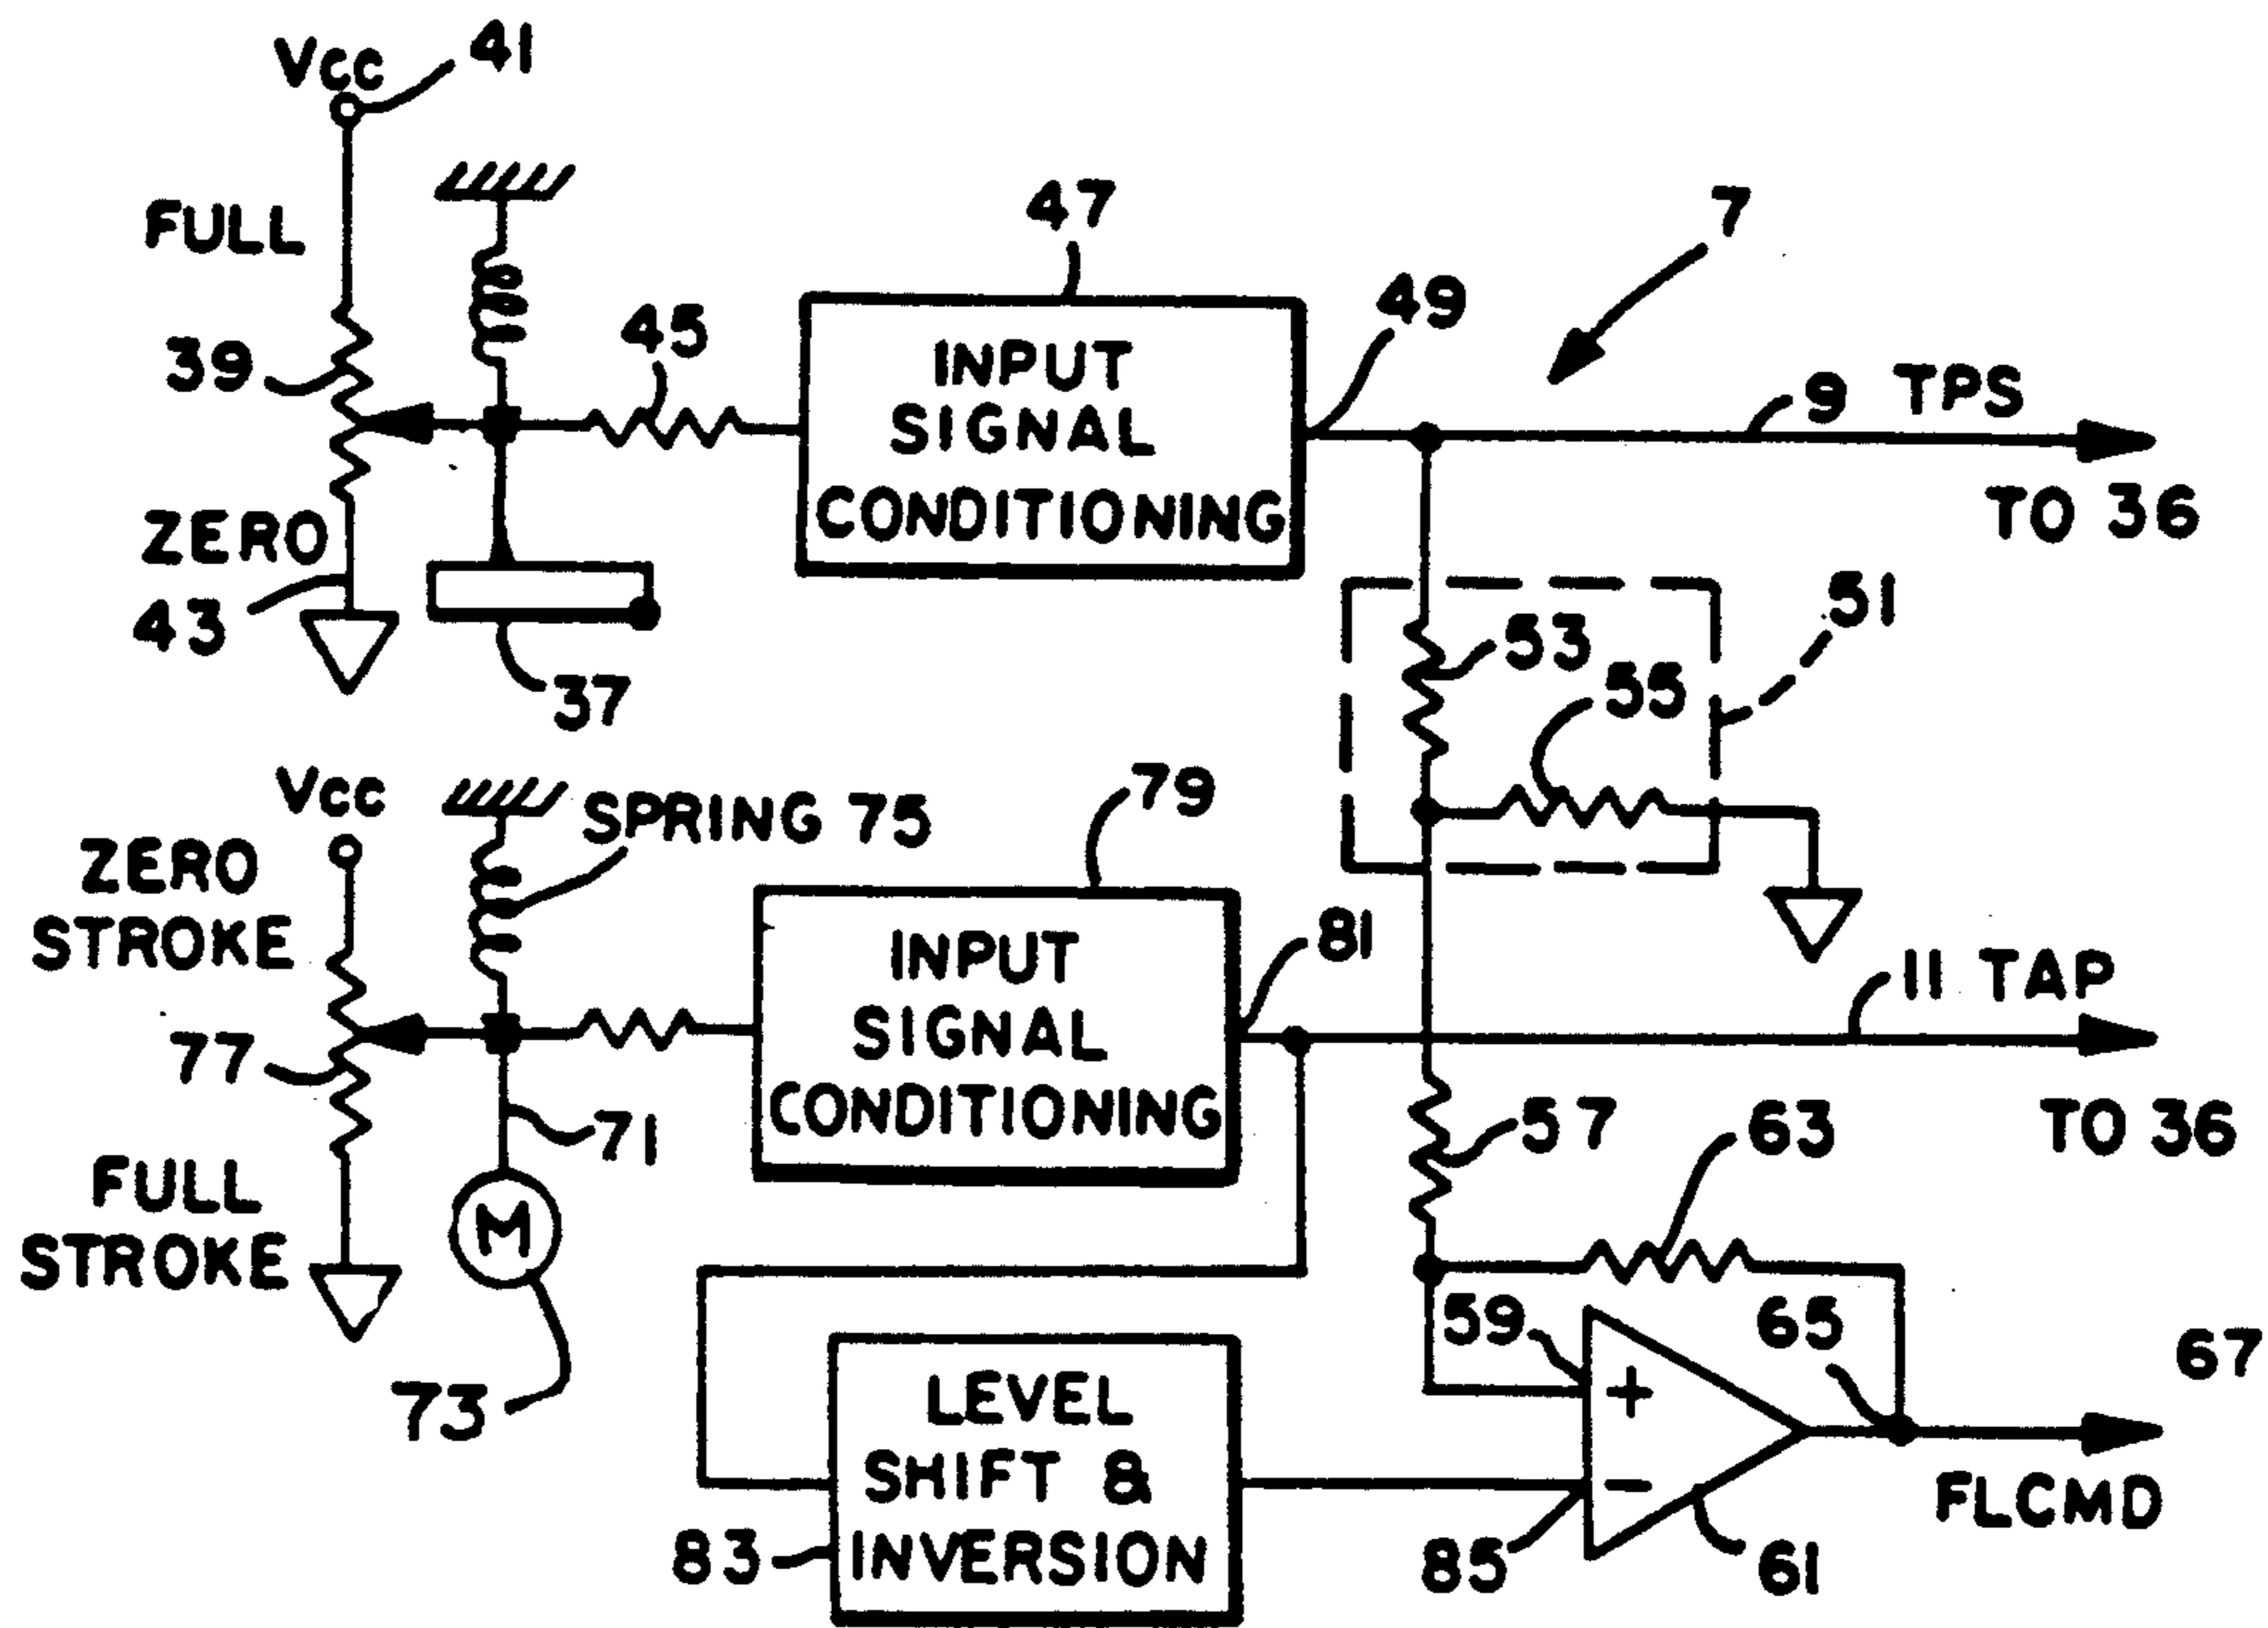 Vcc
41
FULL
47
7
49
39
45
INPUT
SIGNAL
CONDITIONING
9 TPS
TO 36
ZERO
43
37
51
53
55
Vcc
SPRING 75
79
ZERO
STROKE
81
INPUT
SIGNAL
CONDITIONING
11 TAP
77
71
57
63
TO 36
FULL
STROKE
M
59
65
67
73
LEVEL
SHIFT &
INVERSION
+
−
FLCMD
83
85
61